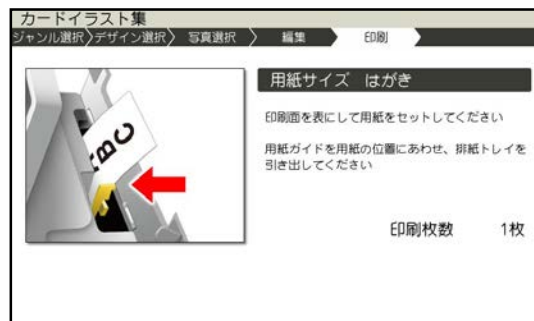 カードイラスト集
ジャンル選択〉デザイン選択〉 写真選択 〉 編集 印刷
用紙サイズ はがき
ABC
印刷面を表にして用紙をセットしてください
用紙ガイドを用紙の位置にあわせ、排紙トレイを
引き出してください
印刷枚数 1枚